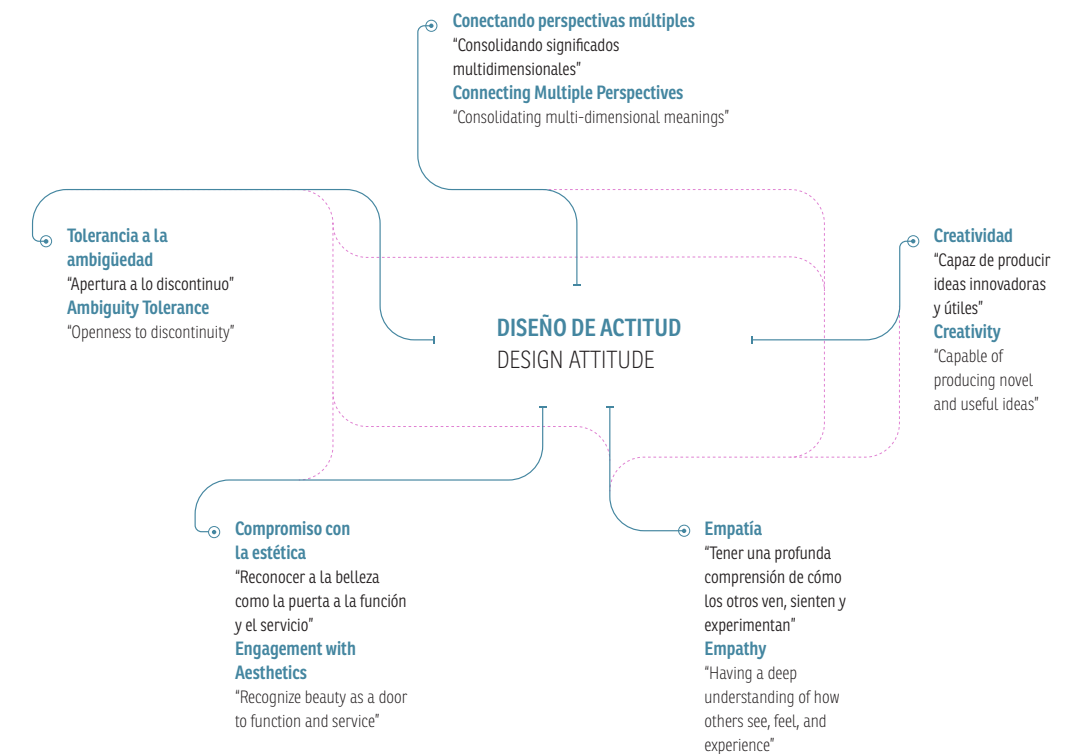 Conectando perspectivas múltiples
“Consolidando significados
multidimensionales”
Connecting Multiple Perspectives
“Consolidating multi-dimensional meanings”
Tolerancia a la
ambigüedad
“Apertura a lo discontinuo”
Ambiguity Tolerance
“Openness to discontinuity”
DISEÑO DE ACTITUD
DESIGN ATTITUDE
Creatividad
“Capaz de producir
ideas innovadoras
y útiles”
Creativity
“Capable of
producing novel
and useful ideas”
Compromiso con
la estética
“Reconocer a la belleza
como la puerta a la función
y el servicio”
Engagement with
Aesthetics
“Recognize beauty as a door
to function and service”
Empatía
“Tener una profunda
comprensión de cómo
los otros ven, sienten y
experimentan”
Empathy
“Having a deep
understanding of how
others see, feel, and
experience”